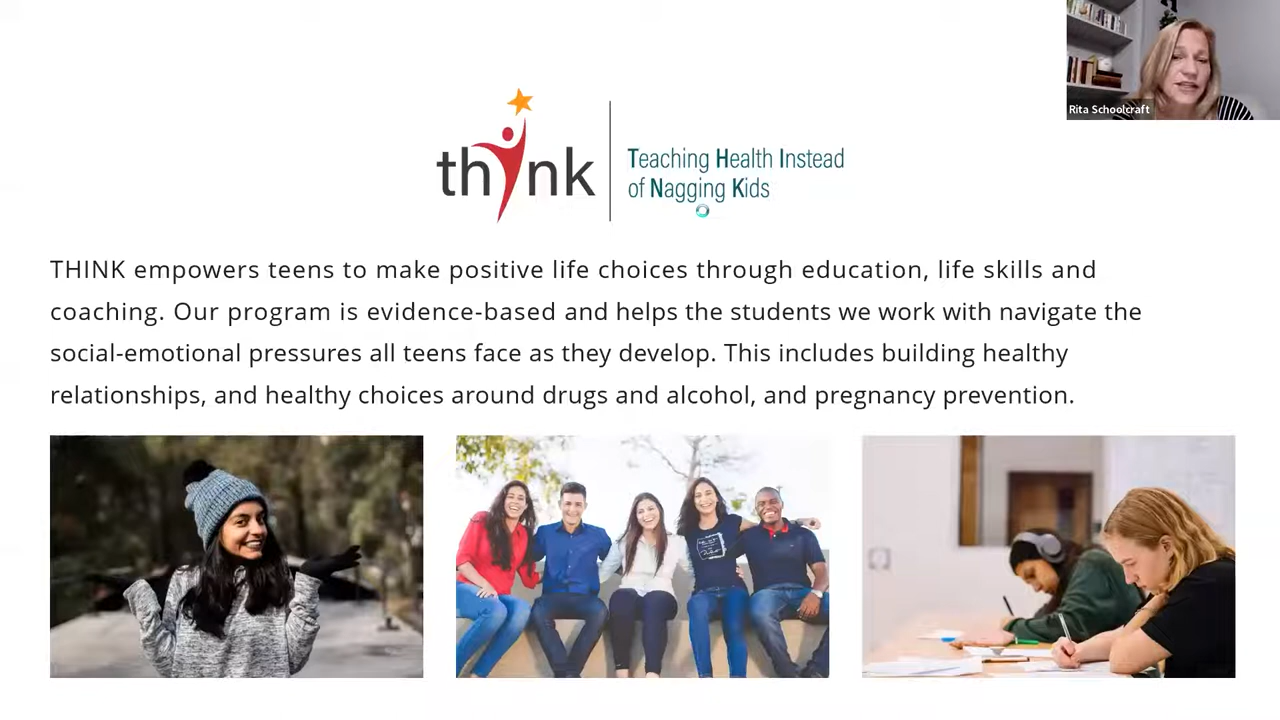 Rita Schoolcraft
think
Teaching Health Instead
of Nagging Kids
THINK empowers teens to make positive life choices through education, life skills and
coaching. Our program is evidence-based and helps the students we work with navigate the
social-emotional pressures all teens face as they develop. This includes building healthy
relationships, and healthy choices around drugs and alcohol, and pregnancy prevention.